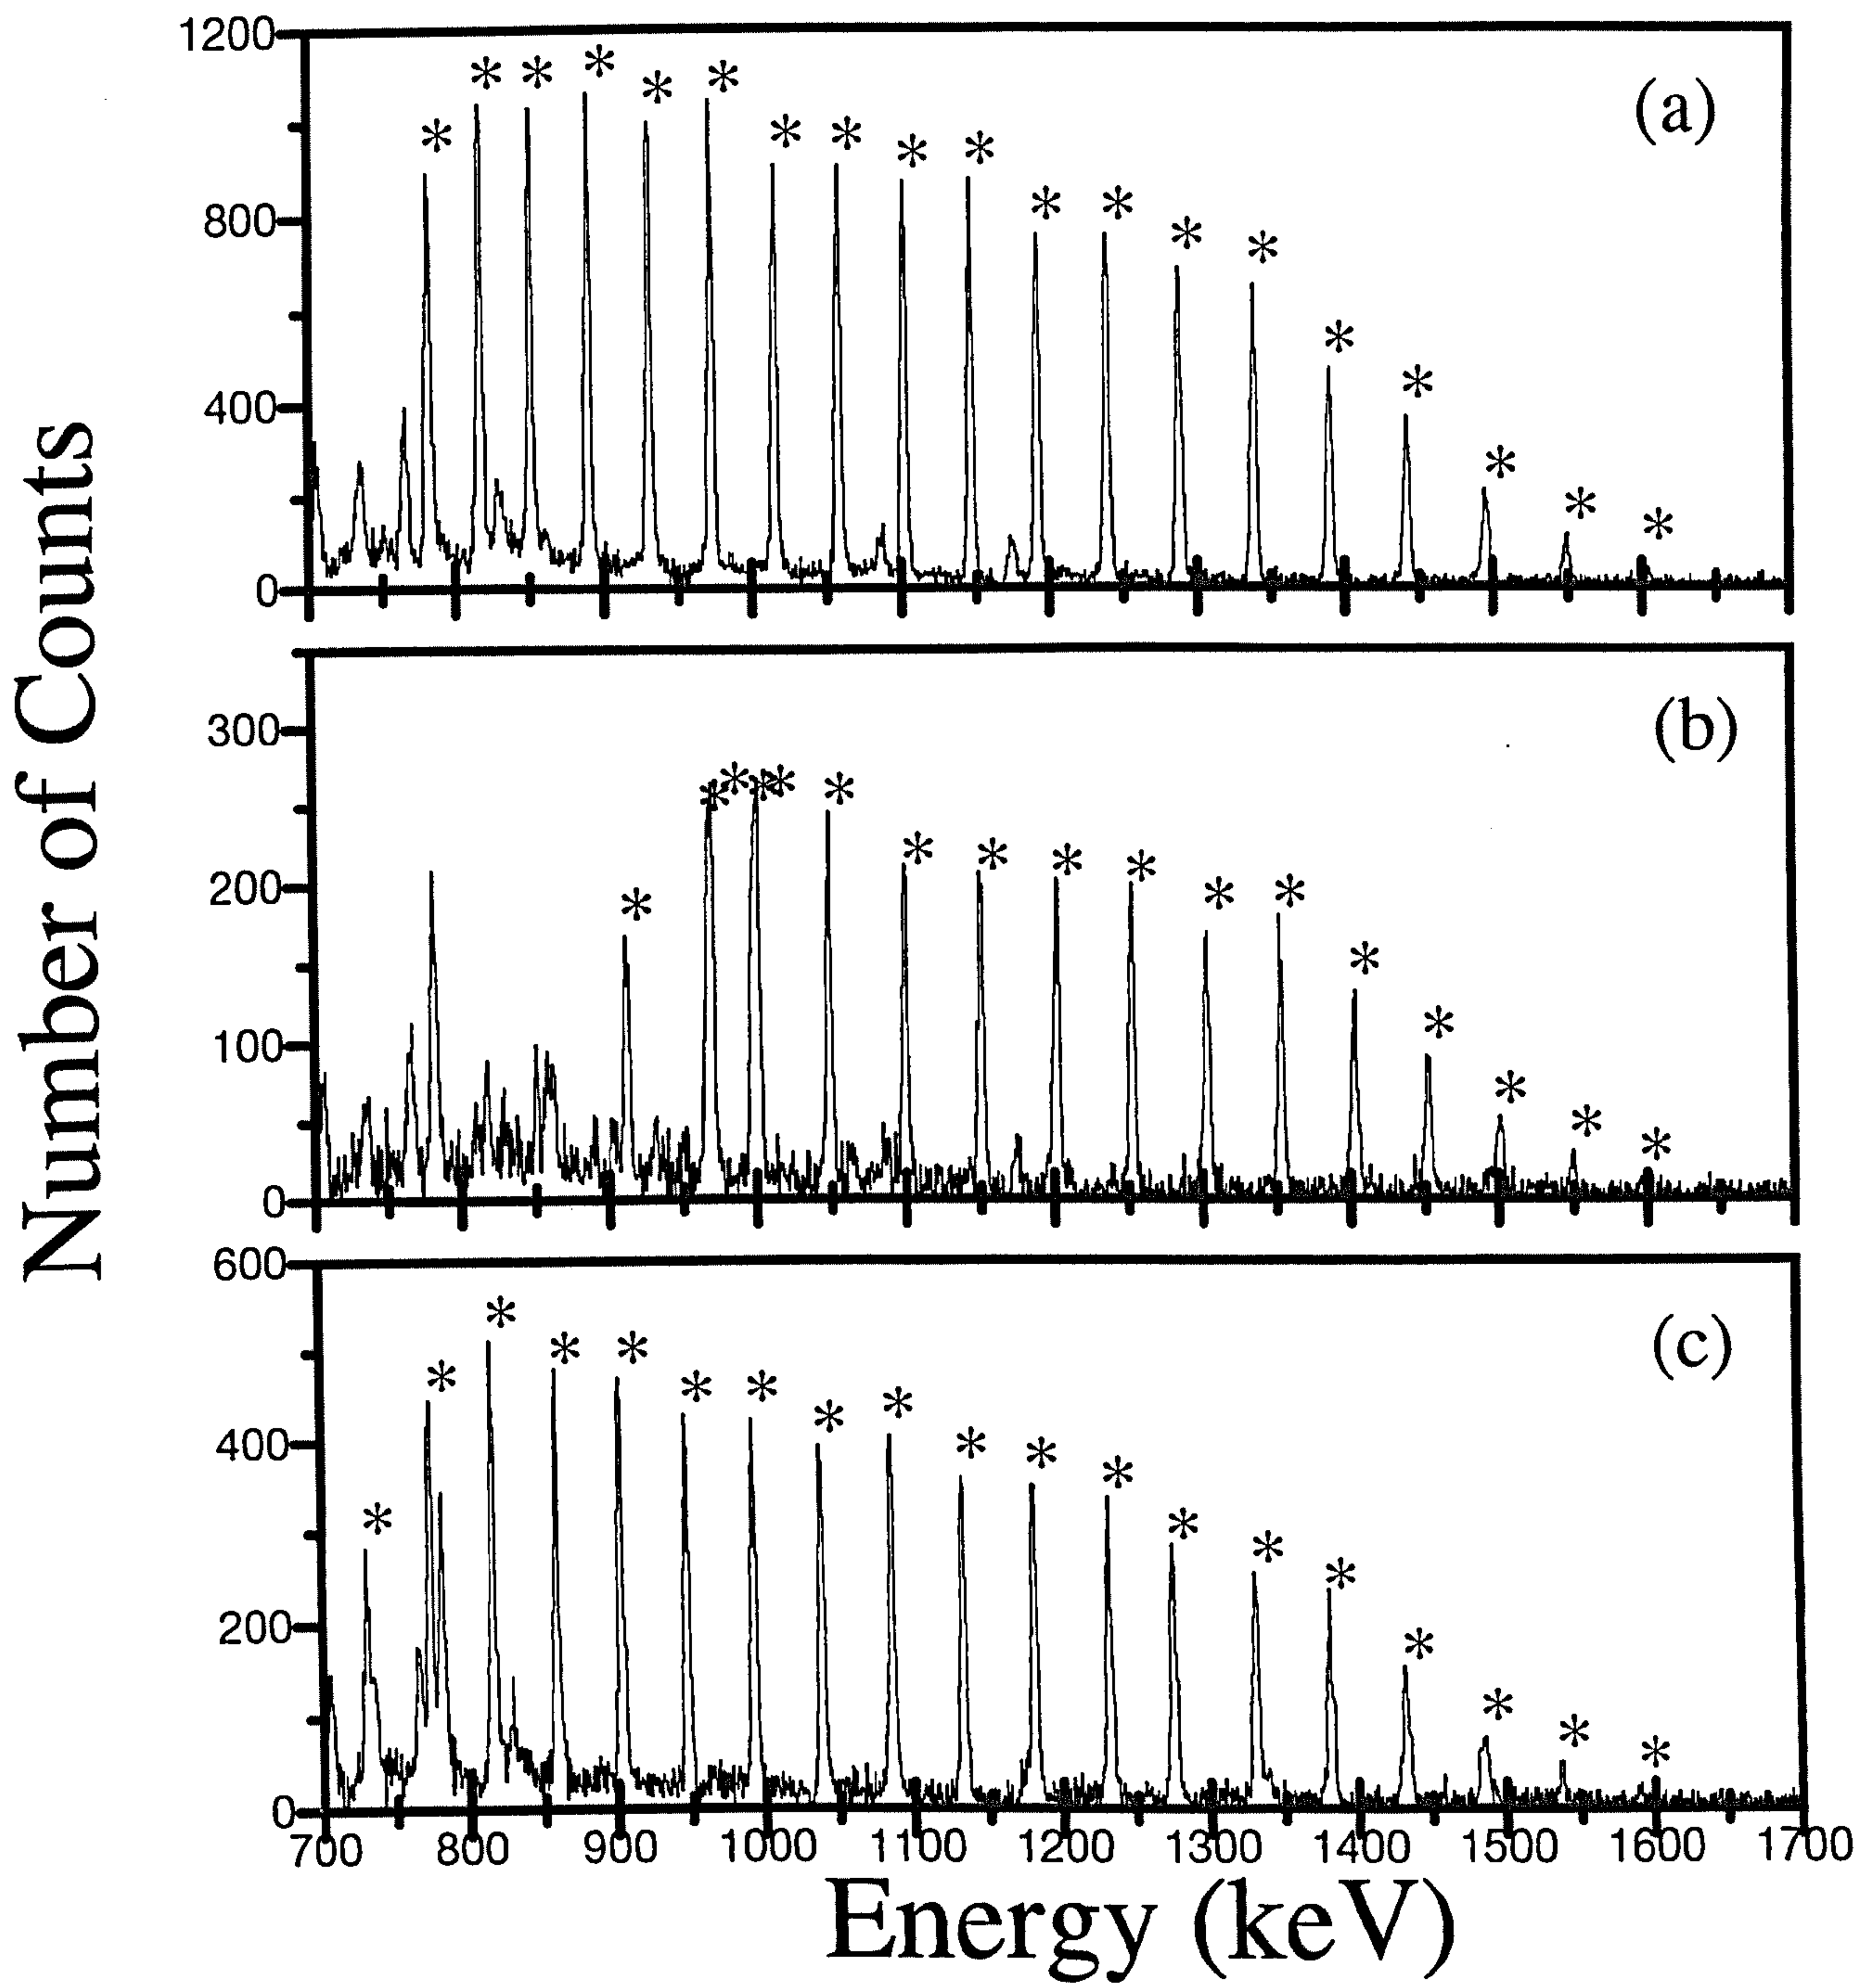 Number of Counts
1200
800
400
0
(a)
* * * * * * * * * * * * * * * * * * *
300
200
100
0
(b)
* * * * * * * * * * * * * * * *
600
400
200
0
(c)
* * * * * * * * * * * * * * * * * * *
700 800 900 1000 1100 1200 1300 1400 1500 1600 1700
Energy (keV)